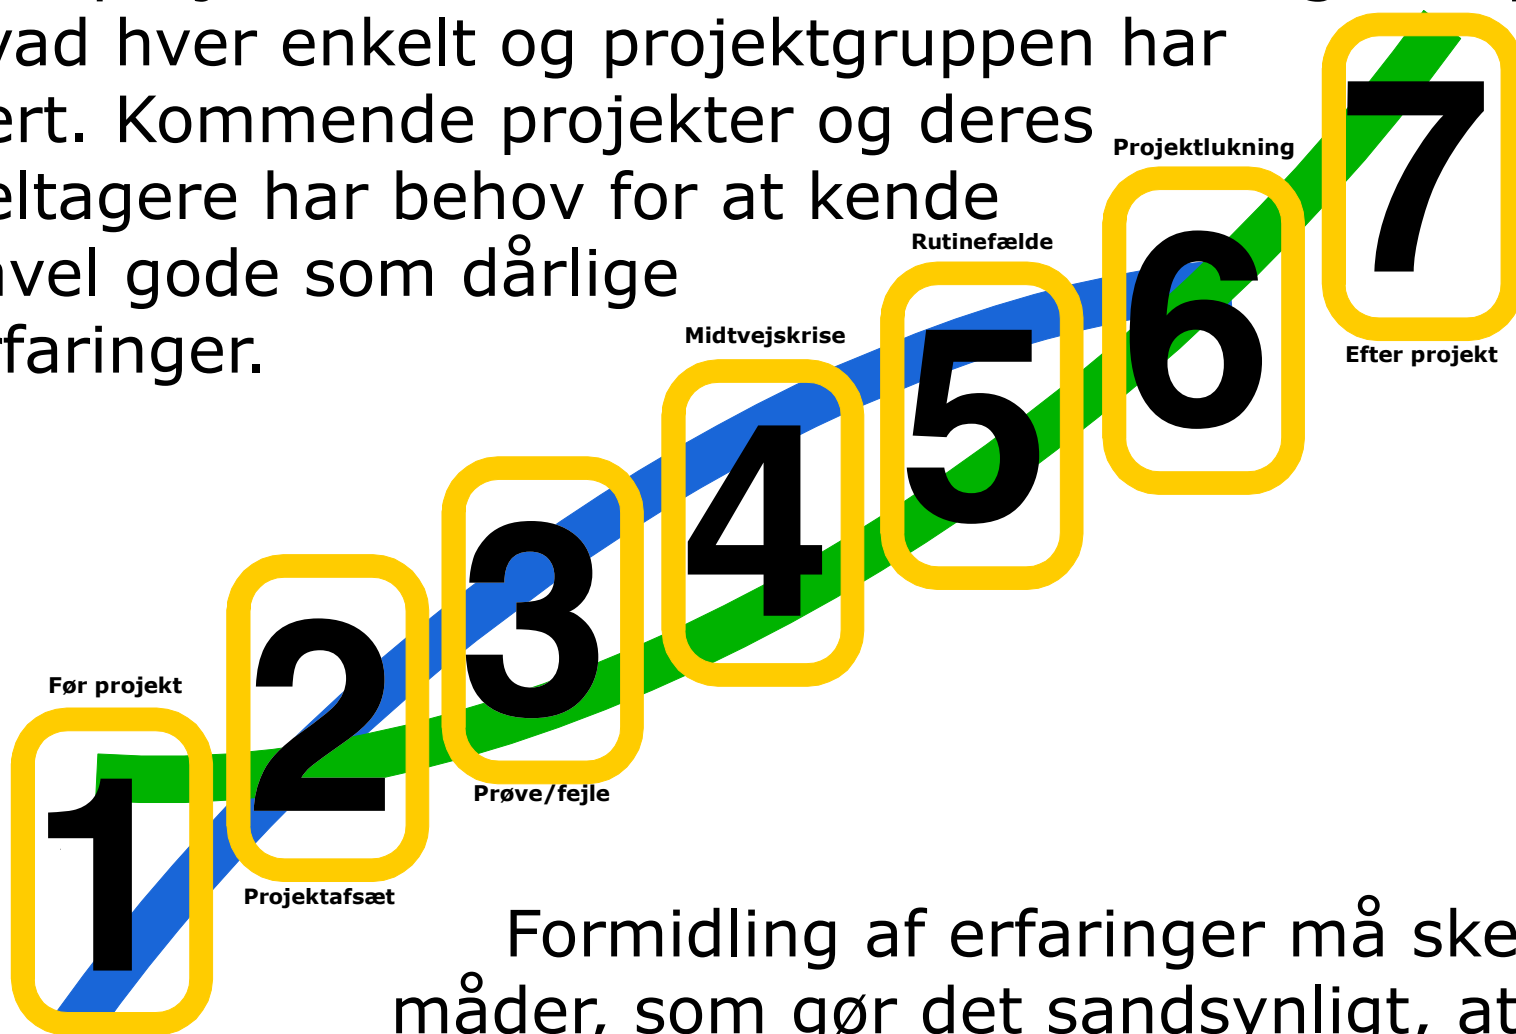 vad hver enkelt og projektgruppen har
ert. Kommende projekter og deres
eltagere har behov for at kende
avel gode som dårlige
rfaringer.
7
Efter projekt
Projektlukning
6
Rutinefælde
5
Midtvejskrise
4
3
Prøve/fejle
2
Projektafsæt
Før projekt
1
Formidling af erfaringer må ske
måder, som gør det sandsynligt, at